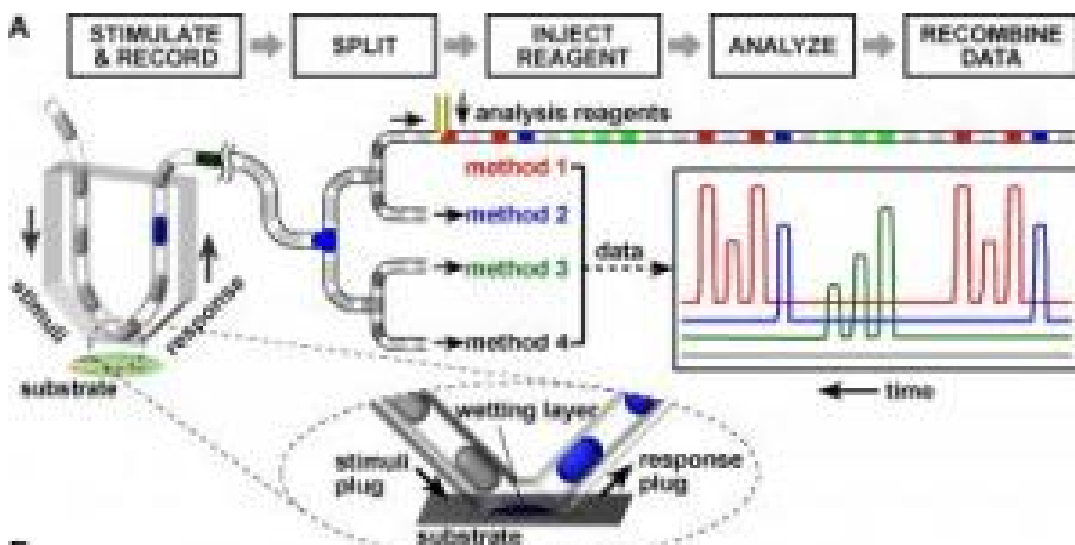 A
STIMULATE
& RECORD
SPLIT
INJECT
REAGENT
ANALYZE
RECOMBINE
DATA
analysis reagents
method 1
method 2
method 3
method 4
data
stimuli
response
substrate
time
wetting layer
stimuli
plug
response
plug
substrate